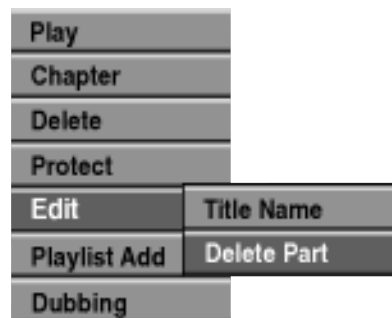 Play
Chapter
Delete
Protect
Edit
Title Name
Playlist Add
Delete Part
Dubbing